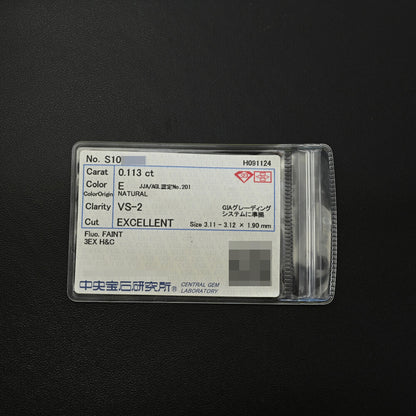 No. S10
H091124
Carat 0.113 ct
Color E JJA/AGL認定No.201
ColorOrigin NATURAL
Clarity VS-2 GIAグレーディング
システムに準拠
Cut EXCELLENT Size 3.11 - 3.12 × 1.90 mm
Fluo. FAINT
3EX H&C
中央宝石研究所® CENTRAL GEM
LABORATORY